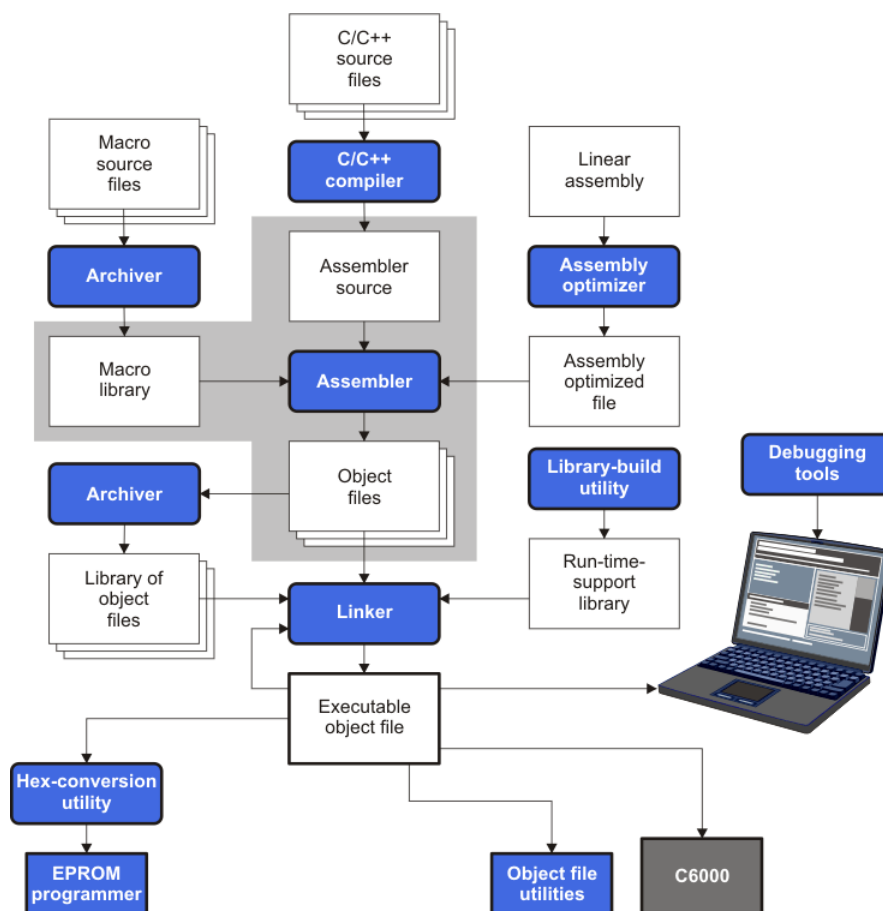 C/C++
source
files
Macro
source
files
C/C++
compiler
Linear
assembly
Archiver
Assembler
source
Assembly
optimizer
Macro
library
Assembler
Assembly
optimized
file
Archiver
Object
files
Library-build
utility
Debugging
tools
Library of
object
files
Linker
Run-time-
support
library
Executable
object file
Hex-conversion
utility
EPROM
programmer
Object file
utilities
C6000